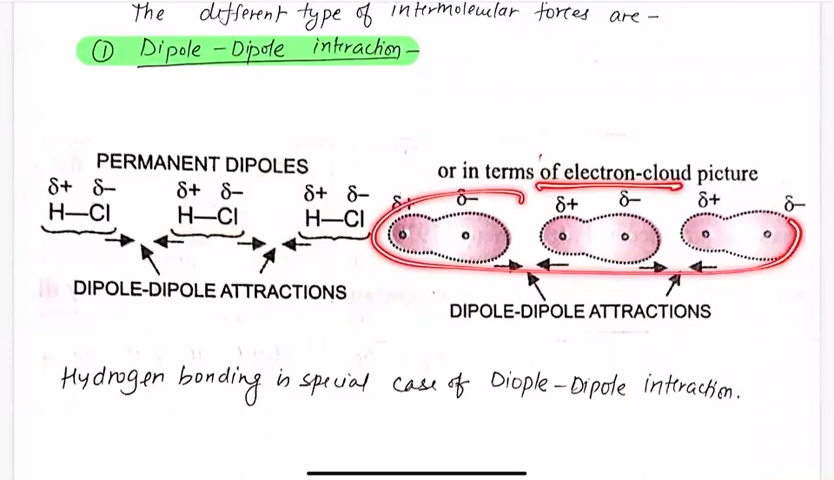 The different type of intermolecular forces are –
① Dipole – Dipole interaction –
PERMANENT DIPOLES
δ+ δ– δ+ δ– δ+ δ–
H—Cl H—Cl H—Cl
DIPOLE-DIPOLE ATTRACTIONS
or in terms of electron-cloud picture
δ+ δ– δ+ δ– δ+ δ–
DIPOLE-DIPOLE ATTRACTIONS
Hydrogen bonding is special case of Diople – Dipole interaction.